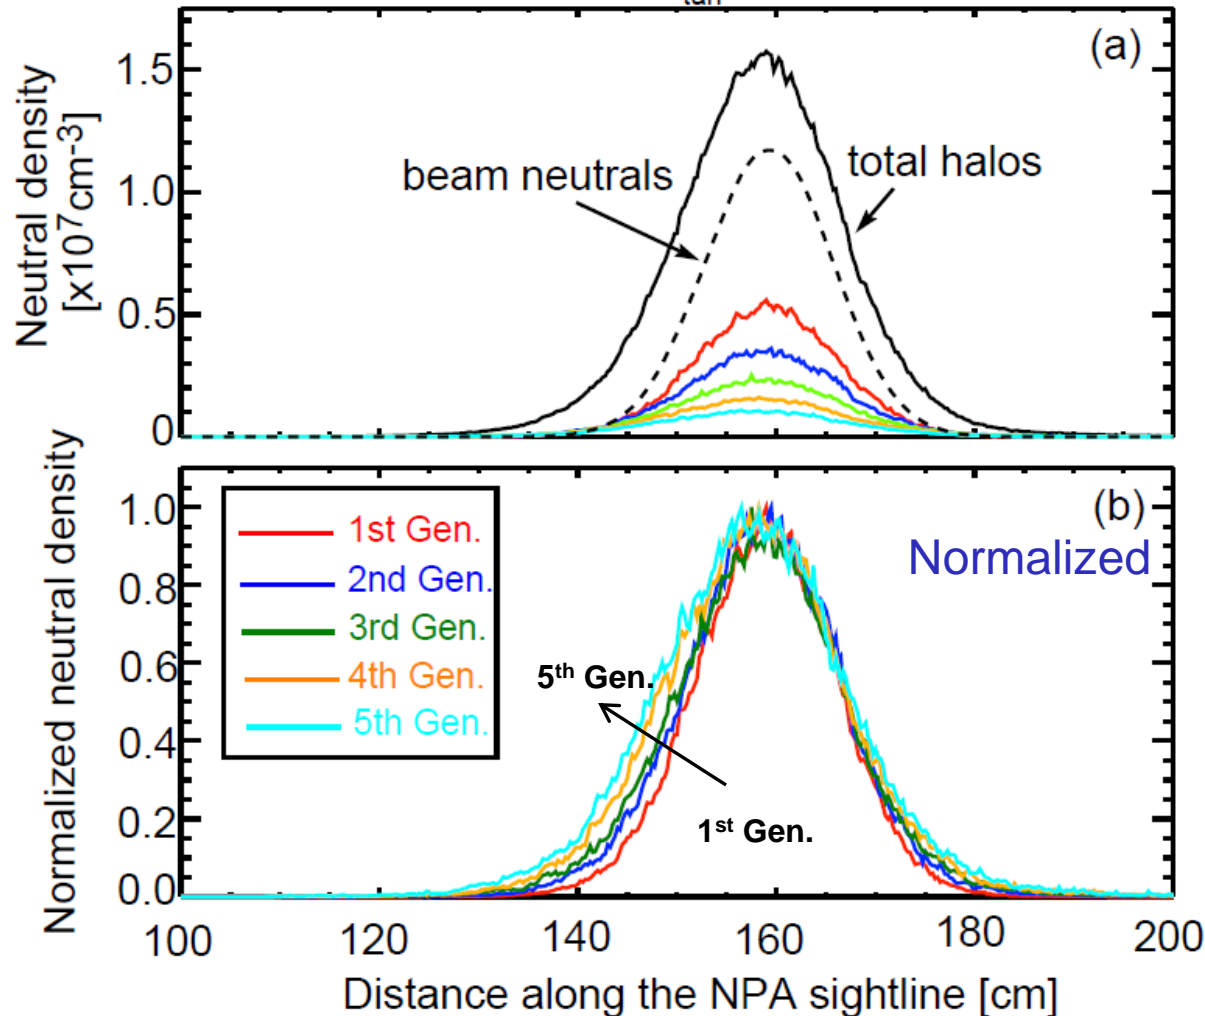 tan
(a)
Neutral density
[x10⁷cm⁻³]
1.5
1.0
0.5
0
beam neutrals
total halos
(b)
Normalized
Normalized neutral density
1.0
0.8
0.6
0.4
0.2
0.0
1st Gen.
2nd Gen.
3rd Gen.
4th Gen.
5th Gen.
5ᵗʰ Gen.
1ˢᵗ Gen.
100 120 140 160 180 200
Distance along the NPA sightline [cm]